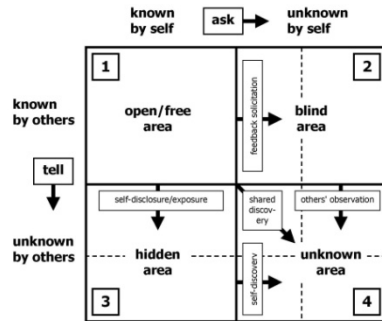 known
by self
ask
unknown
by self
1
2
known
by others
open/free
area
feedback solicitation
blind
area
tell
self-disclosure/exposure
shared
discov-
ery
others' observation
unknown
by others
hidden
area
self-discovery
unknown
area
3
4